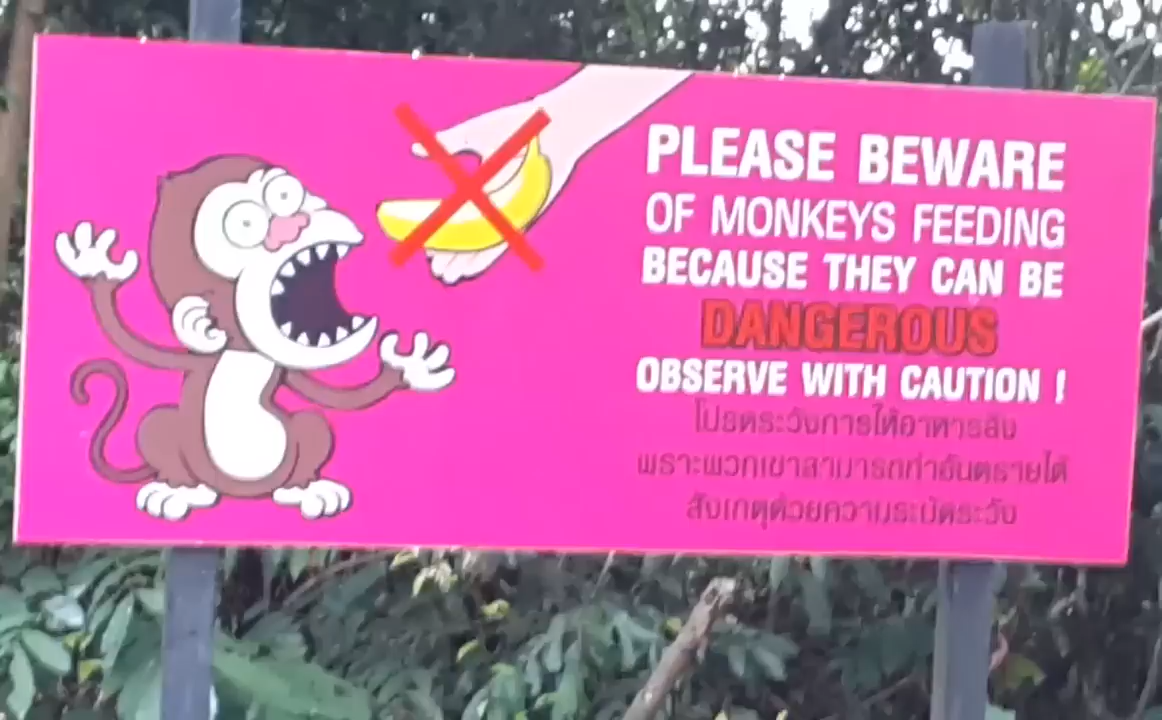 PLEASE BEWARE
OF MONKEYS FEEDING
BECAUSE THEY CAN BE
DANGEROUS
OBSERVE WITH CAUTION !
โปรดระวังการให้อาหารลิง
เพราะพวกเขาสามารถทำอันตรายได้
สังเกตุด้วยความระมัดระวัง